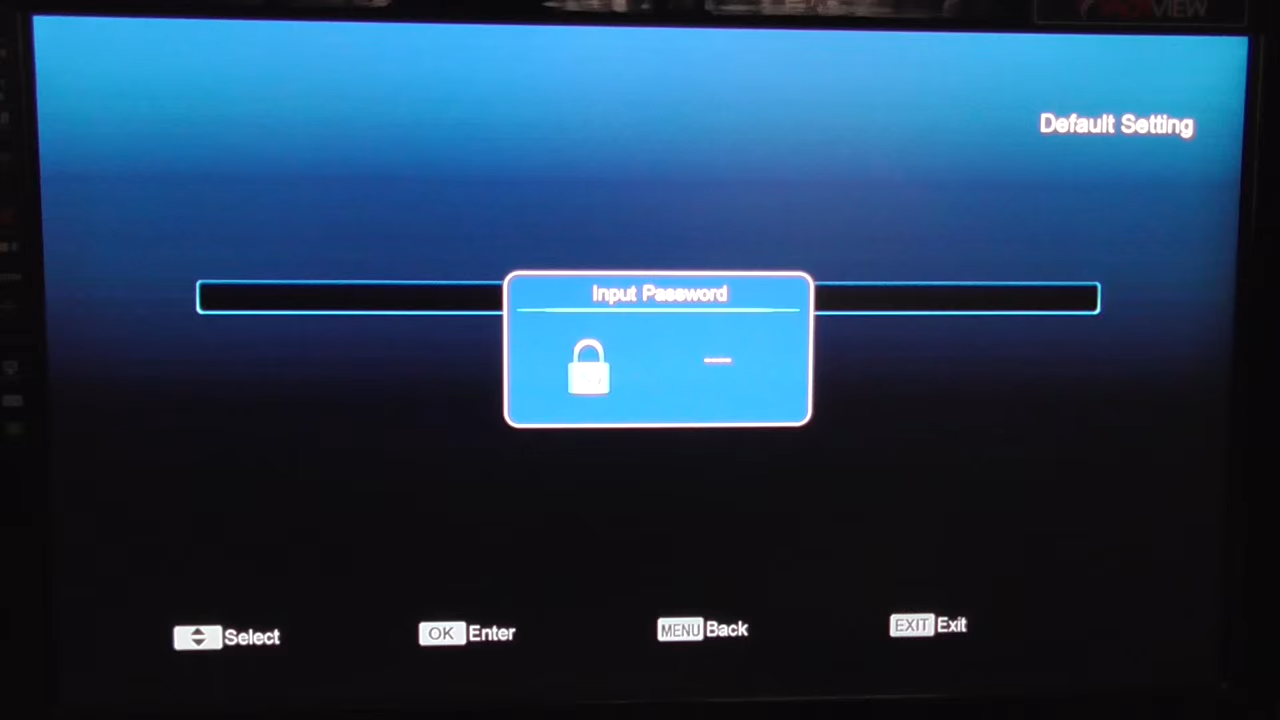 Default Setting
Input Password
Select
OK Enter
MENU Back
EXIT Exit